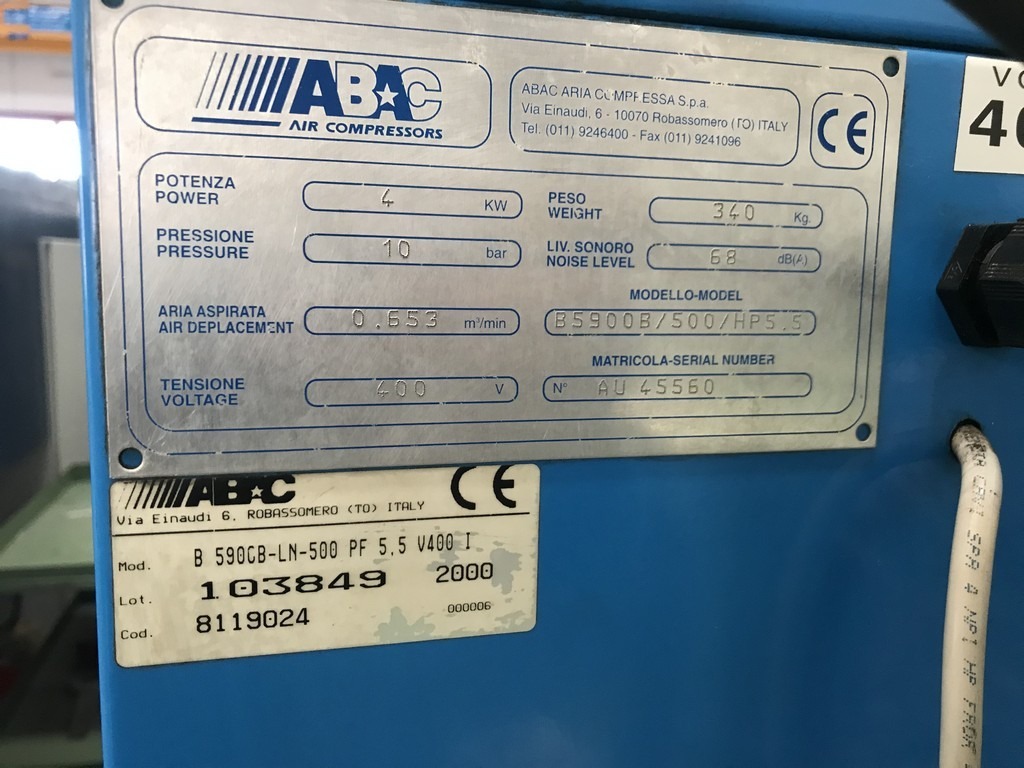 ABAC
AIR COMPRESSORS
ABAC ARIA COMPRESSA S.p.a.
Via Einaudi, 6 - 10070 Robassomero (TO) ITALY
Tel. (011) 9246400 - Fax (011) 9241096
CE
POTENZA
POWER
4 KW
PESO
WEIGHT
340 Kg.
PRESSIONE
PRESSURE
10 bar
LIV. SONORO
NOISE LEVEL
68 dB(A)
ARIA ASPIRATA
AIR DEPLACEMENT
0.653 m³/min
MODELLO-MODEL
B5900B/500/HP5.5
TENSIONE
VOLTAGE
400 V
MATRICOLA-SERIAL NUMBER
N° AU 45560
ABAC
CE
Via Einaudi 6, ROBASSOMERO (TO) ITALY
Mod. B 590CB-LN-500 PF 5,5 V400 I
Lot. 103849 2000
Cod. 8119024 000006